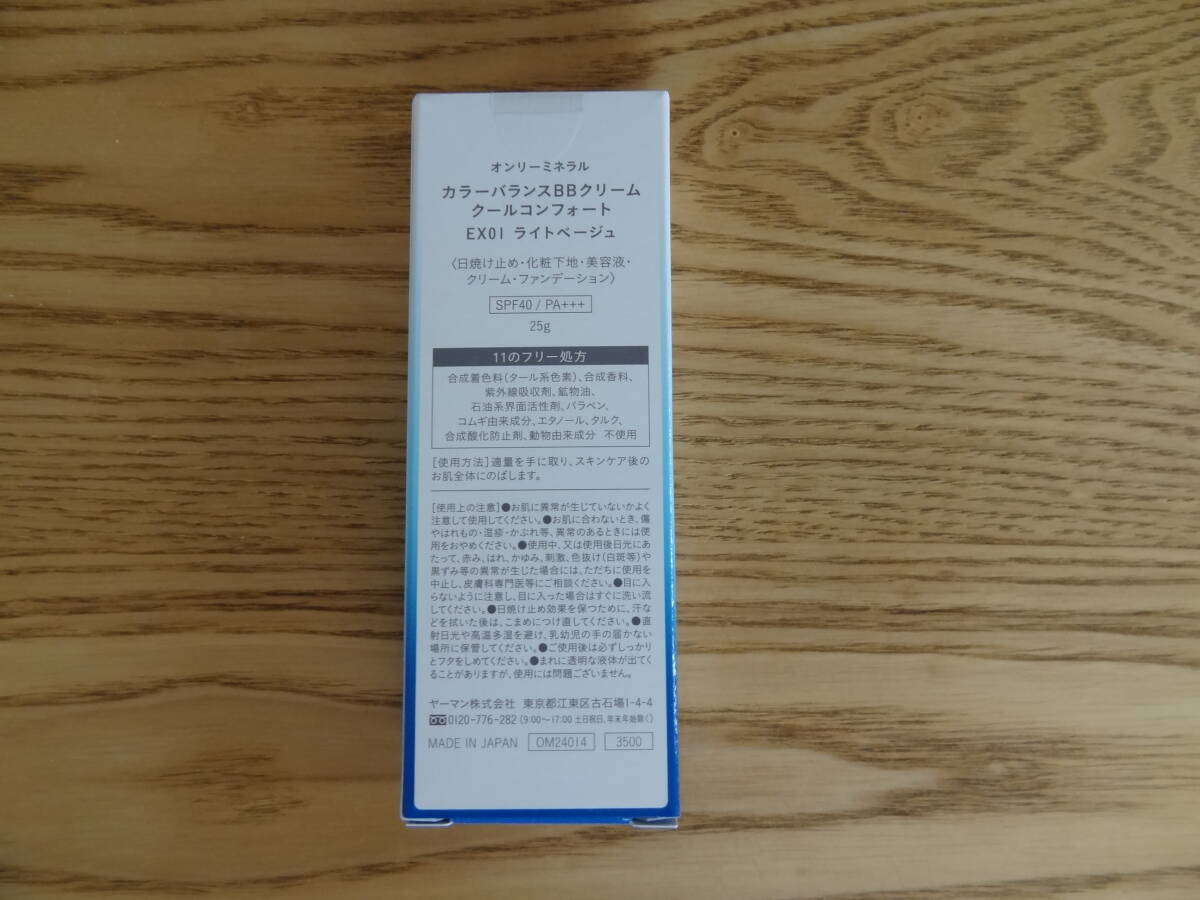 オンリーミネラル
カラーバランスBBクリーム
クールコンフォート
EX01 ライトベージュ
〈日焼け止め・化粧下地・美容液・
クリーム・ファンデーション〉
SPF40 / PA+++
25g
11のフリー処方
合成着色料(タール系色素)、合成香料、
紫外線吸収剤、鉱物油、
石油系界面活性剤、パラベン、
コムギ由来成分、エタノール、タルク、
合成酸化防止剤、動物由来成分 不使用
[使用方法]適量を手に取り、スキンケア後の
お肌全体にのばします。
[使用上の注意]●お肌に異常が生じていないかよく
注意して使用してください。●お肌に合わないとき、傷
やはれもの・湿疹・かぶれ等、異常のあるときには使
用をおやめください。●使用中、又は使用後日光にあ
たって、赤み、はれ、かゆみ、刺激、色抜け(白斑等)や
黒ずみ等の異常が生じた場合には、ただちに使用を
中止し、皮膚科専門医等にご相談ください。●目に入
らないように注意し、目に入った場合はすぐに洗い流
してください。●日焼け止め効果を保つために、汗な
どを拭いた後は、こまめにつけ直してください。●直
射日光や高温多湿を避け、乳幼児の手の届かない
場所に保管してください。●ご使用後は必ずしっかり
とフタをしめてください。●まれに透明な液体が出てく
ることがありますが、使用には問題ございません。
ヤーマン株式会社 東京都江東区古石場1-4-4
0120-776-282 (9:00〜17:00 土日祝日、年末年始除く)
MADE IN JAPAN OM24014 3500